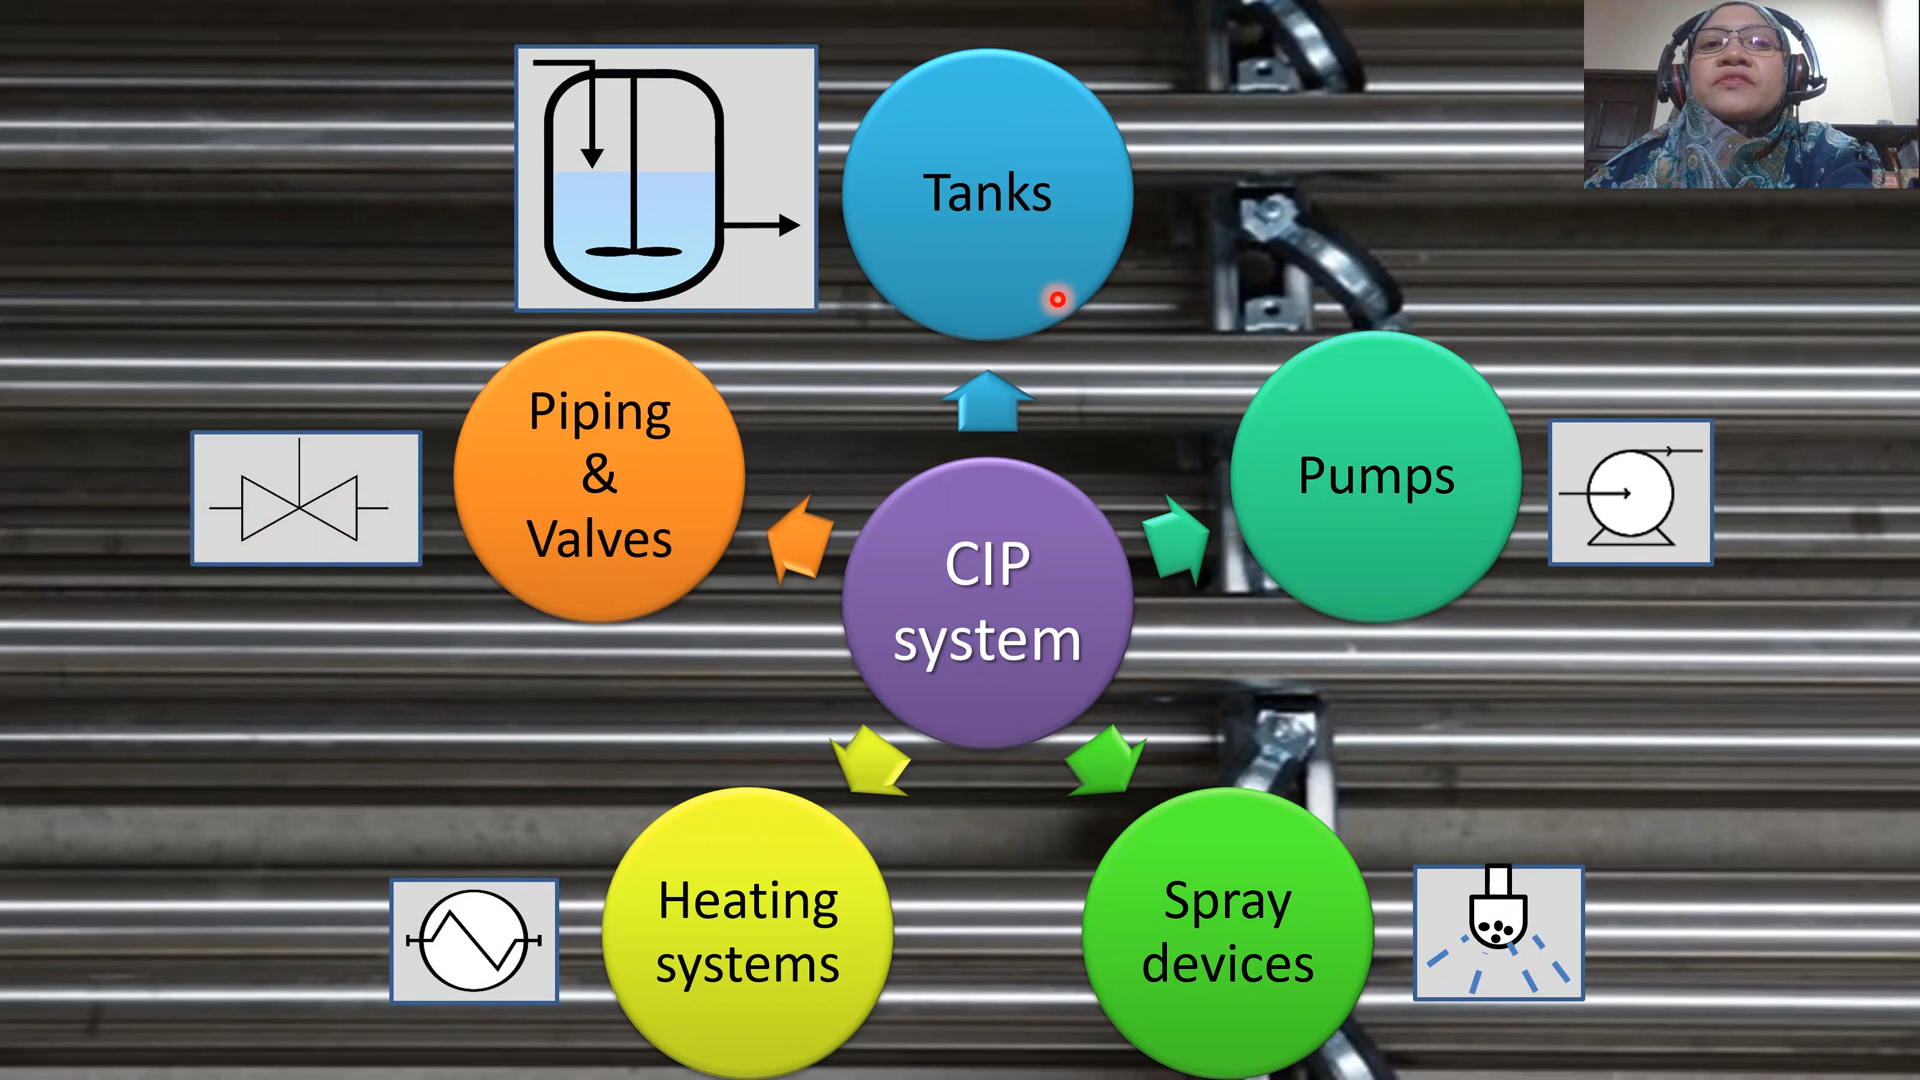 Tanks
Piping
&
Valves
Pumps
CIP
system
Heating
systems
Spray
devices